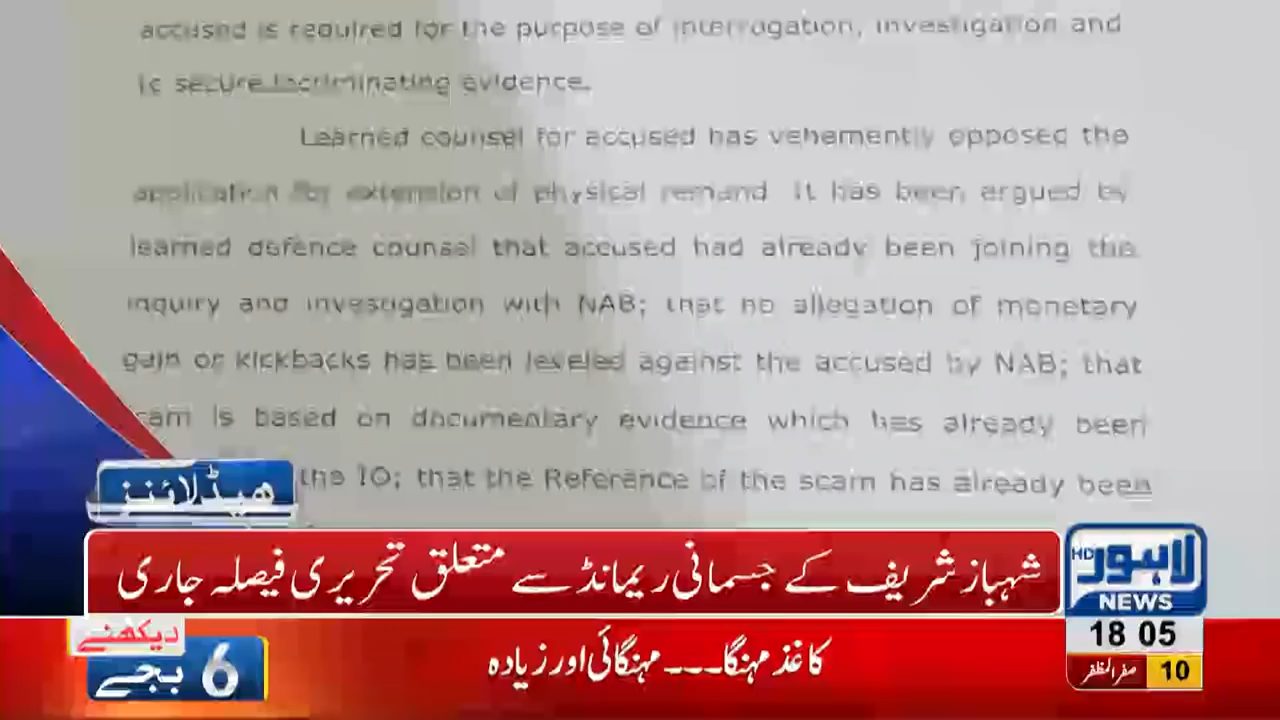 accused is required for the purpose of interrogation, investigation and
is secure incriminating evidence.
Learned counsel for accused has vehemently opposed the
application for extension of physical remand. It has been argued by
learned defence counsel that accused had already been joining the
inquiry and investigation with NAB; that no allegation of monetary
gain or kickbacks has been leveled against the accused by NAB; that
is based on documentary evidence which has already been
the IO; that the Reference of the scam has already been
ھیڈلائنز
شہباز شریف کے جسمانی ریمانڈ سے متعلق تحریری فیصلہ جاری
HD لاہور
NEWS
دیکھئے
6 بجے
کاغذ مہنگا۔۔۔ مہنگائی اور زیادہ
18 05
صفر المظفر 10